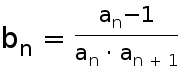 bₙ = (aₙ−1) / (aₙ · aₙ ₊ ₁)